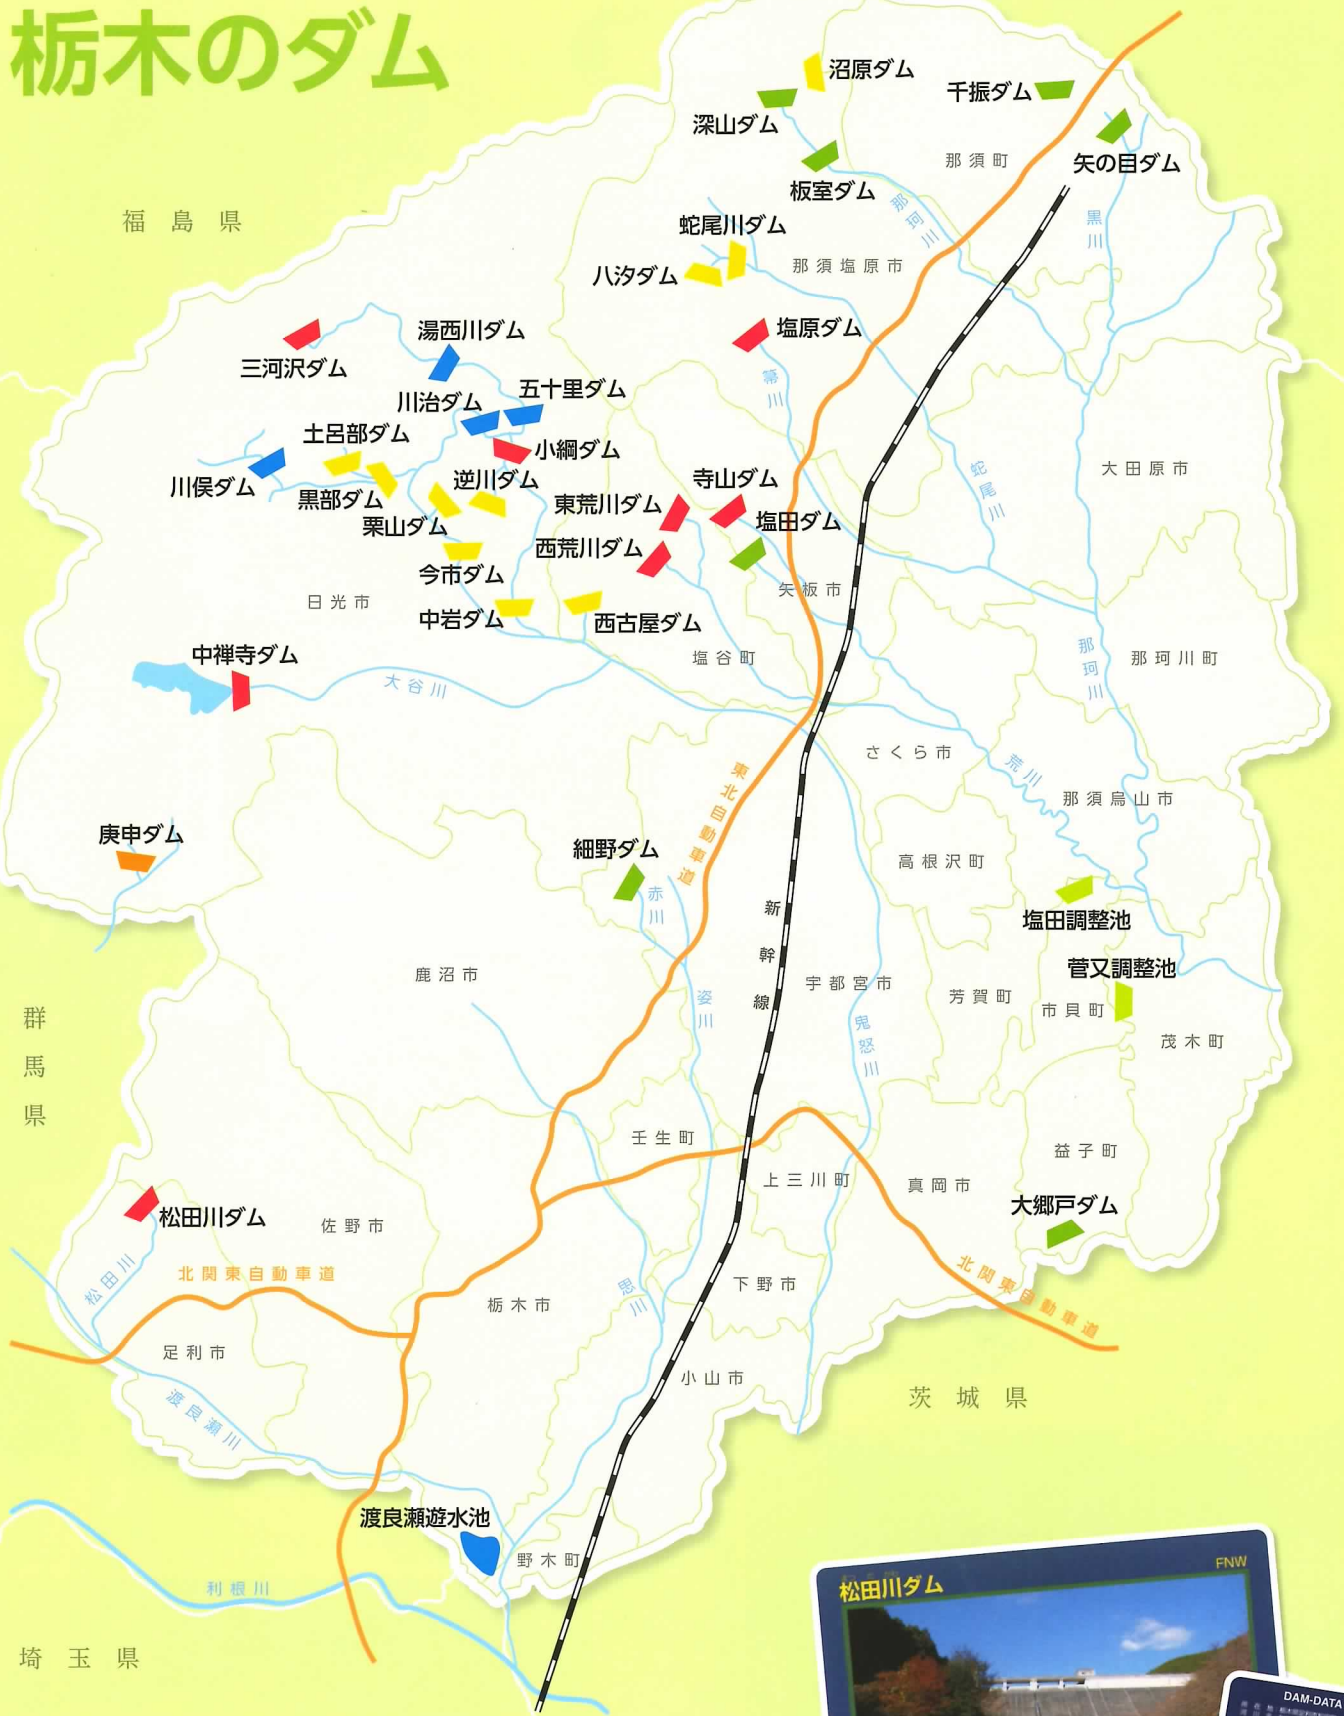 栃木のダム
沼原ダム
千振ダム
深山ダム
那須町
矢の目ダム
板室ダム
那珂川
黒川
福島県
蛇尾川ダム
八汐ダム
那須塩原市
塩原ダム
三河沢ダム
湯西川ダム
箒川
五十里ダム
川治ダム
土呂部ダム
小網ダム
川俣ダム
黒部ダム
逆川ダム
栗山ダム
寺山ダム
東荒川ダム
塩田ダム
西荒川ダム
蛇尾川
大田原市
今市ダム
矢板市
日光市
中岩ダム
西古屋ダム
塩谷町
中禅寺ダム
大谷川
那珂川
那珂川町
さくら市
荒川
東北自動車道
那須烏山市
庚申ダム
細野ダム
高根沢町
赤川
新幹線
塩田調整池
菅又調整池
鹿沼市
宇都宮市
芳賀町
市貝町
茂木町
姿川
鬼怒川
群馬県
壬生町
上三川町
益子町
真岡市
大郷戸ダム
松田川ダム
佐野市
松田川
北関東自動車道
北関東自動車道
栃木市
思川
下野市
足利市
小山市
渡良瀬川
茨城県
渡良瀬遊水池
野木町
利根川
埼玉県
松田川ダム
FNW
DAM-DATA